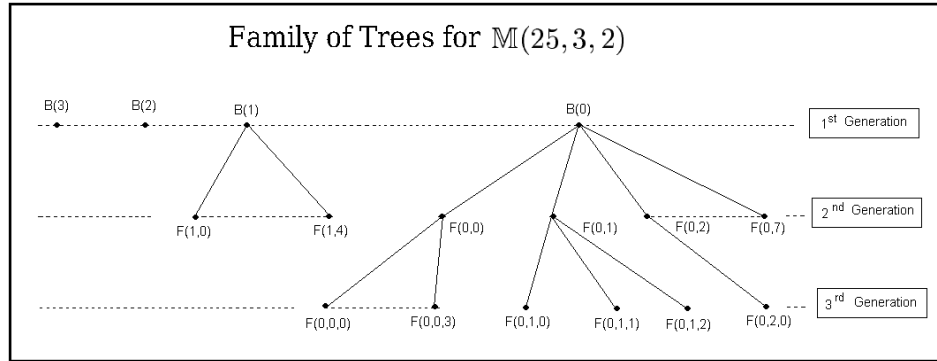 Family of Trees for 𝕄(25, 3, 2)
B(3) B(2) B(1) B(0)
1st Generation
F(1,0) F(1,4) F(0,0) F(0,1) F(0,2) F(0,7)
2nd Generation
F(0,0,0) F(0,0,3) F(0,1,0) F(0,1,1) F(0,1,2) F(0,2,0)
3rd Generation